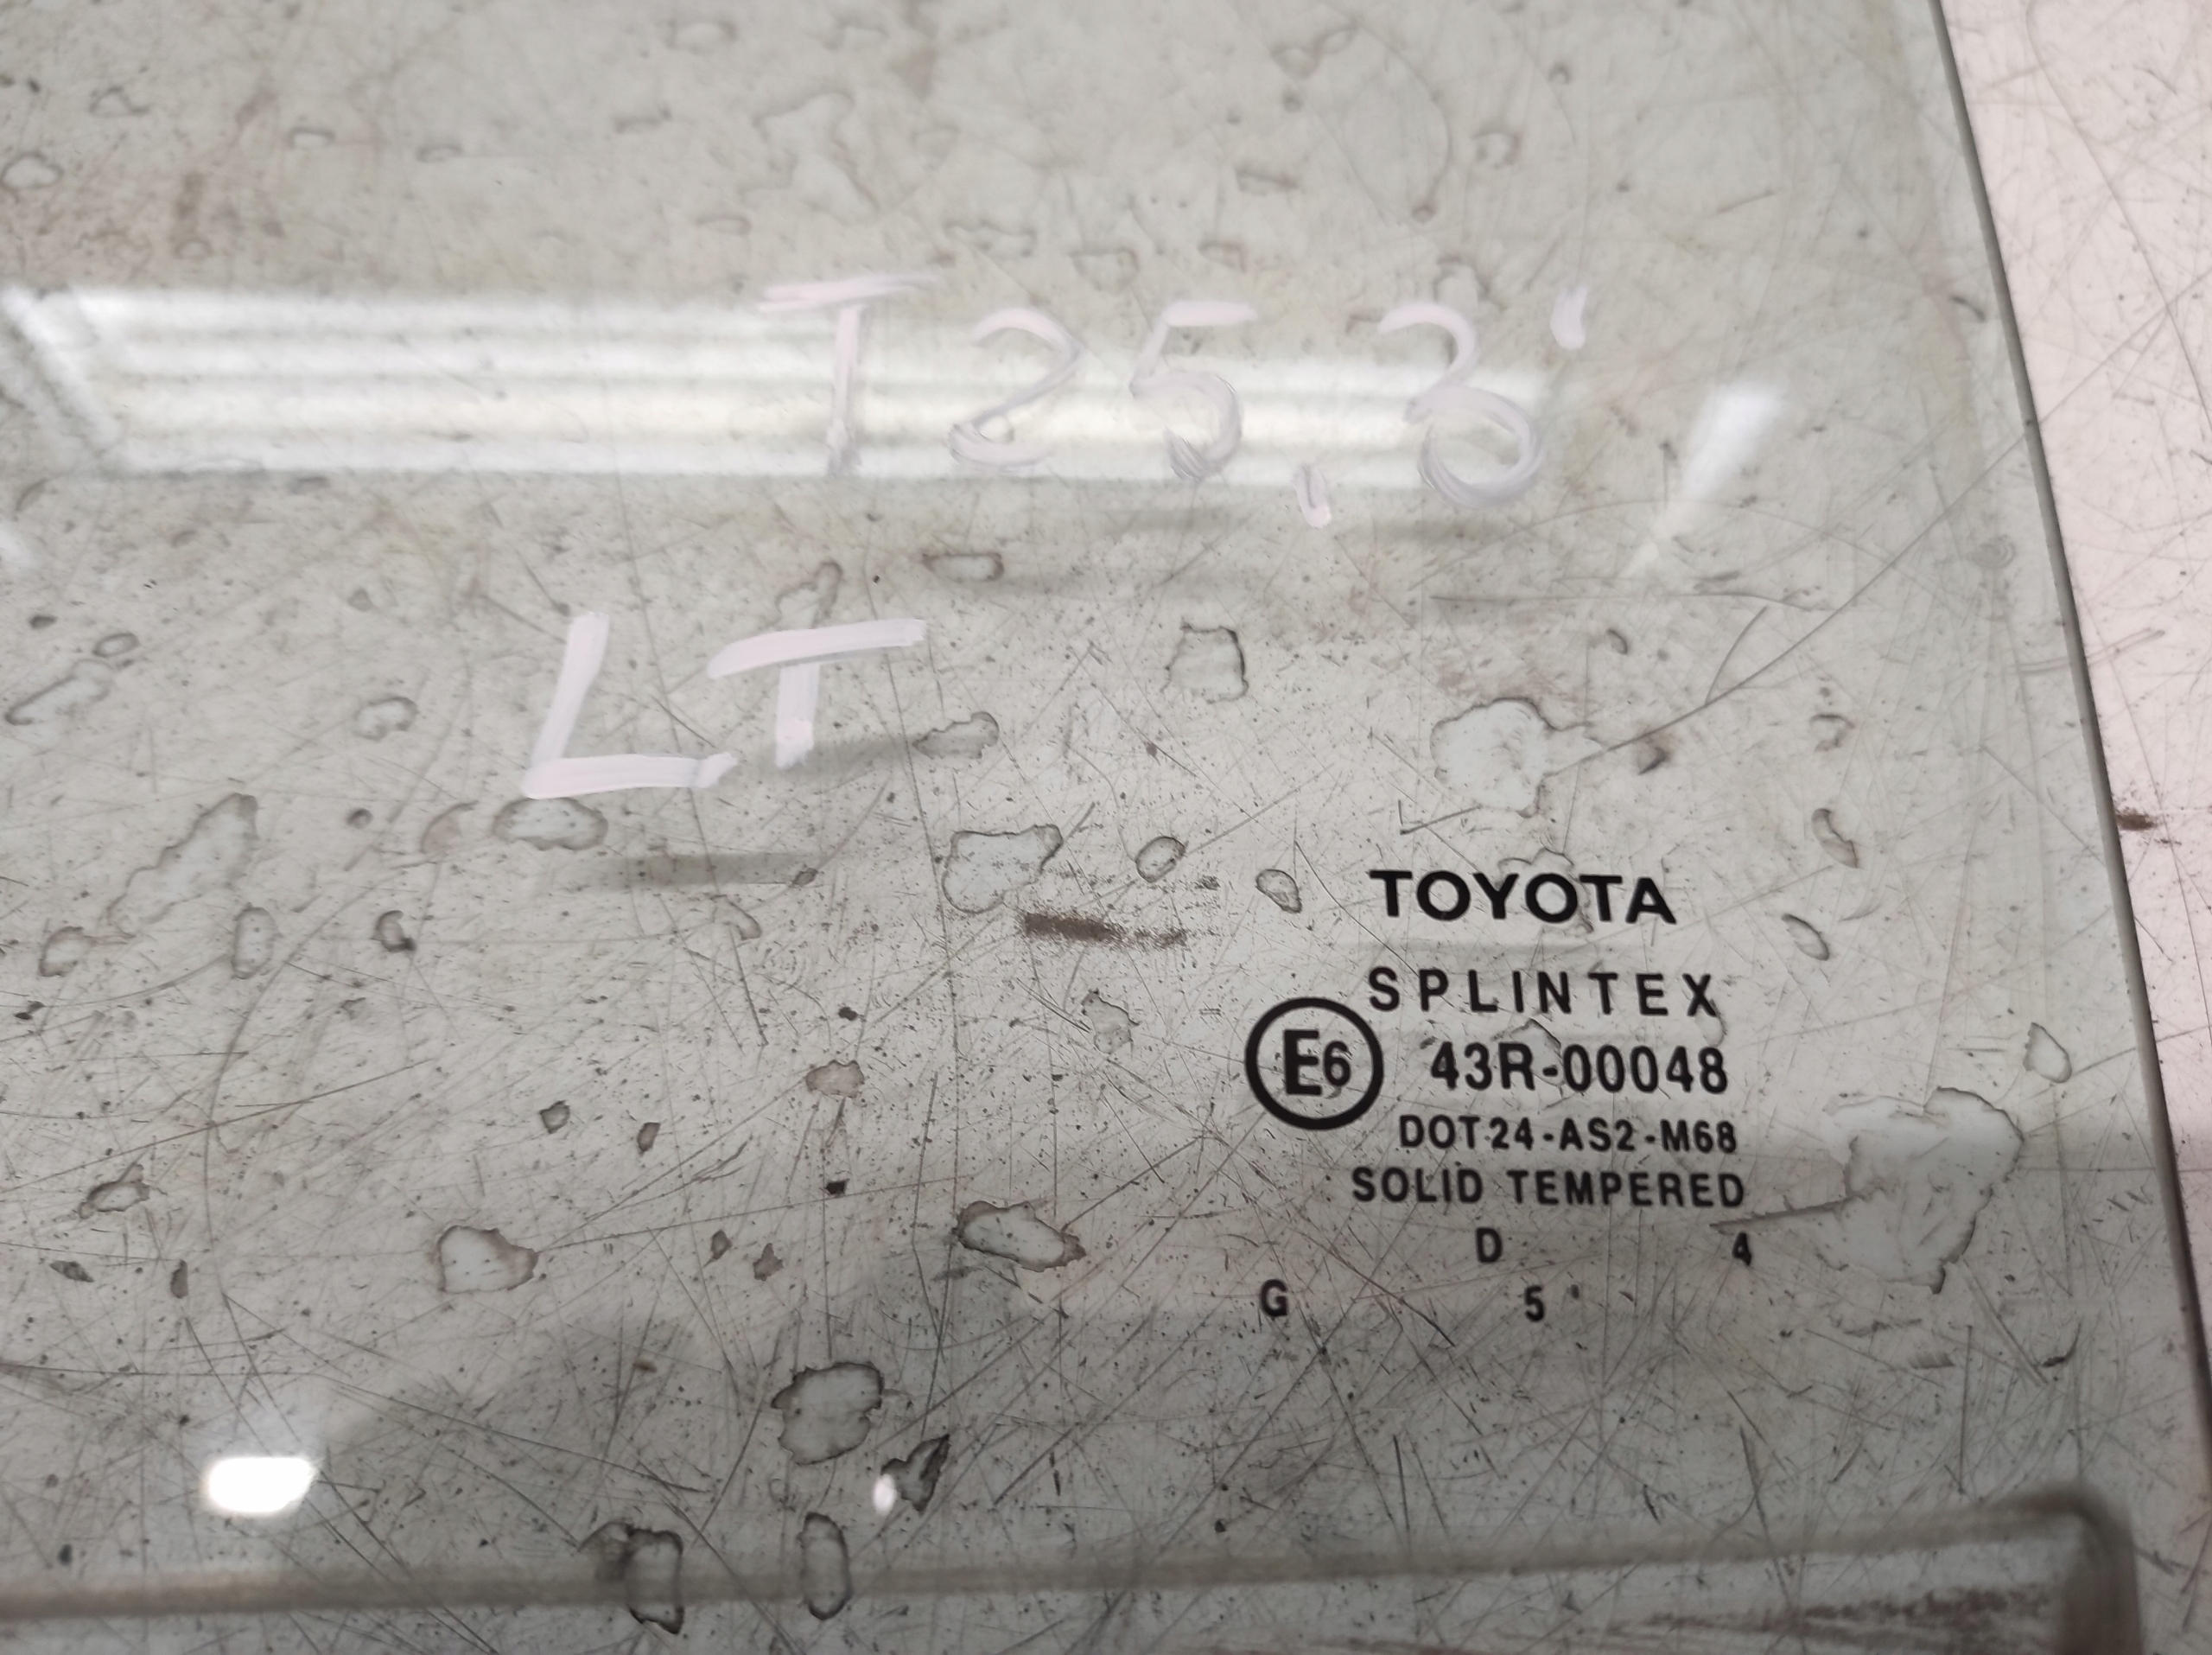 T25,3'
LT
TOYOTA
SPLINTEX
E6 43R-00048
DOT 24-AS2-M68
SOLID TEMPERED
D 4
G 5 '